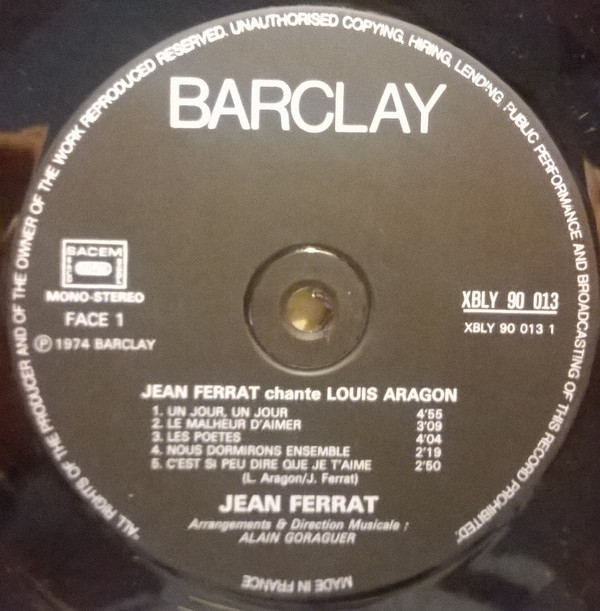 "ALL RIGHTS OF THE PRODUCER AND OF THE OWNER OF THE WORK REPRODUCED RESERVED. UNAUTHORISED COPYING, HIRING, LENDING, PUBLIC PERFORMANCE AND BROADCASTING OF THIS RECORD PROHIBITED.
BARCLAY
SACEM
MONO-STEREO
FACE 1
Ⓟ 1974 BARCLAY
XBLY 90 013
XBLY 90 013 1
JEAN FERRAT chante LOUIS ARAGON
1. UN JOUR, UN JOUR 4'55
2. LE MALHEUR D'AIMER 3'09
3. LES POETES 4'04
4. NOUS DORMIRONS ENSEMBLE 2'19
5. C'EST SI PEU DIRE QUE JE T'AIME 2'50
(L. Aragon/J. Ferrat)
JEAN FERRAT
Arrangements & Direction Musicale :
ALAIN GORAGUER
MADE IN FRANCE